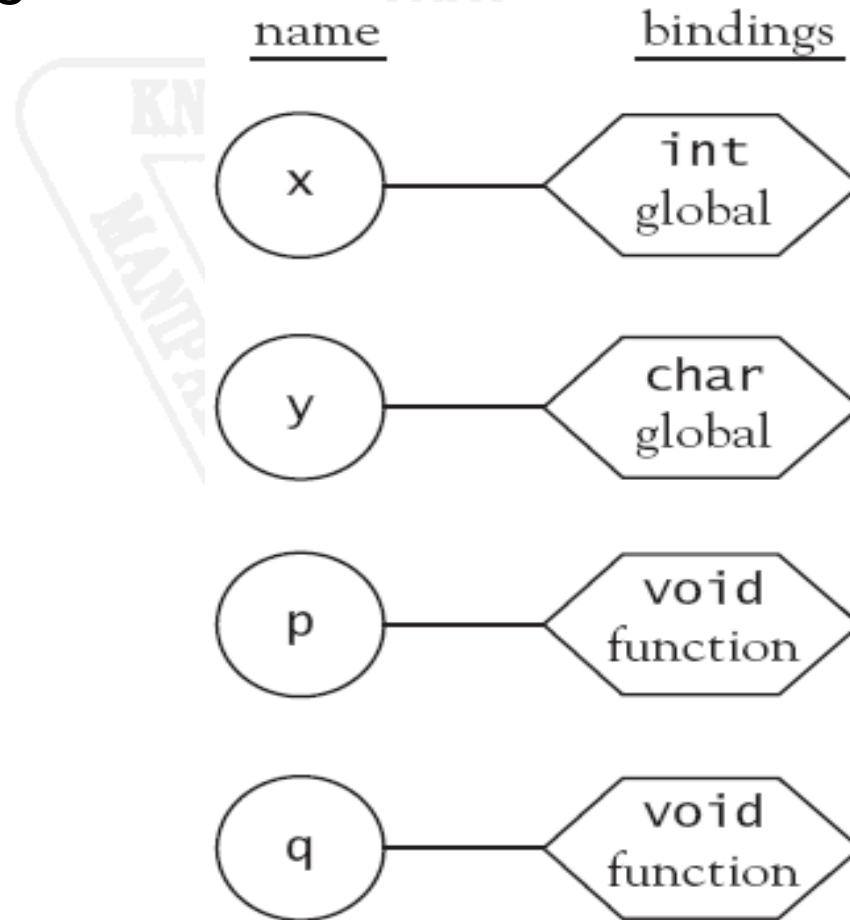 name bindings
x int
global
y char
global
p void
function
q void
function